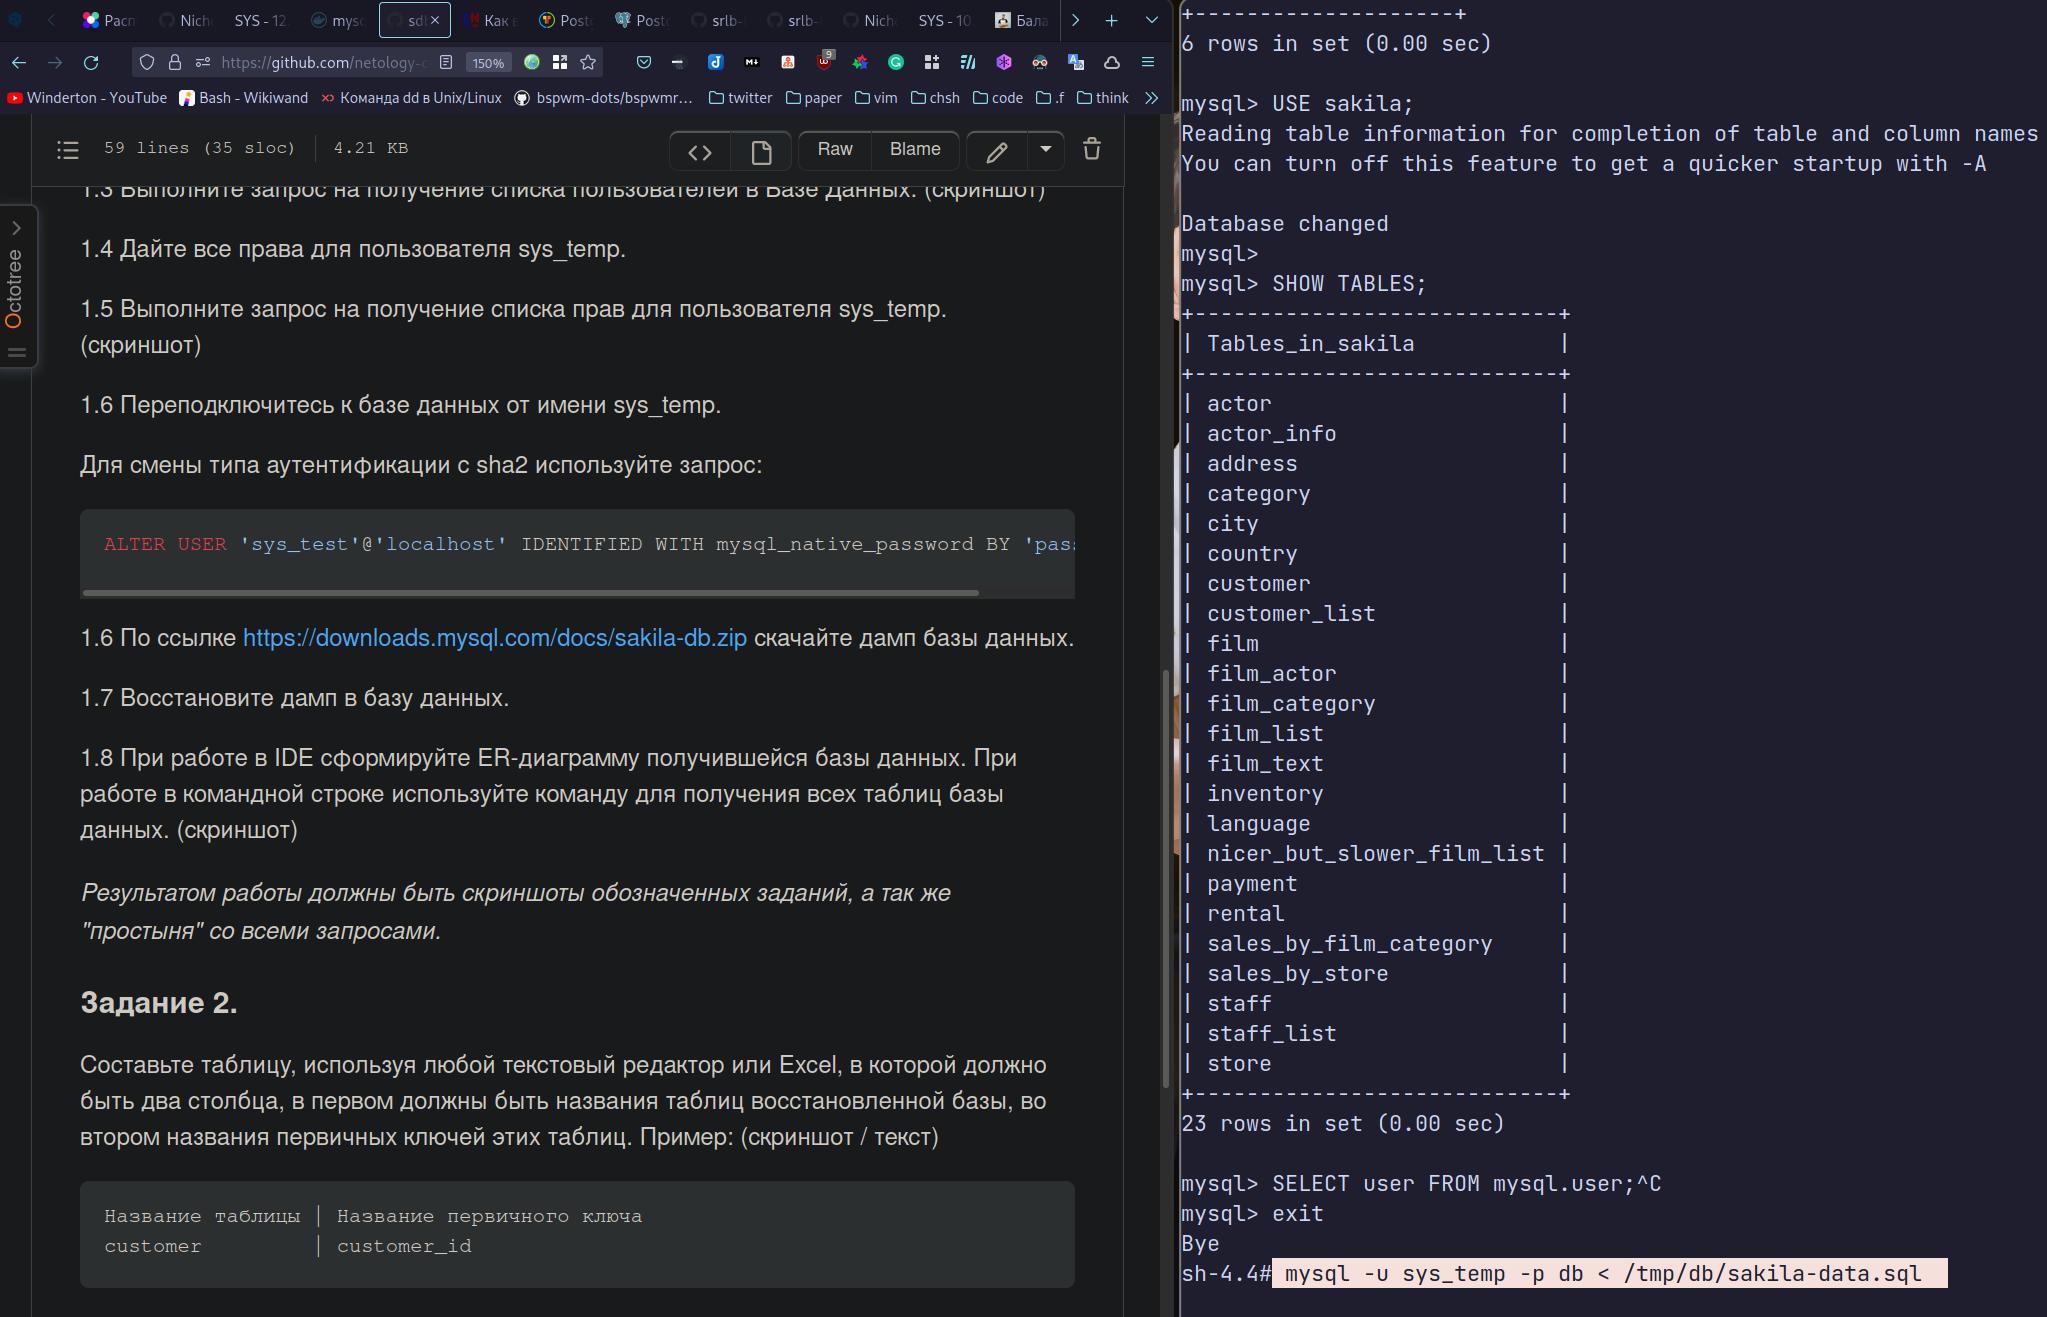 Расп
Nich
SYS - 12
mys
sd
Как
Post
Post
srlb-
srlb-
Nich
SYS - 10
Бала
https://github.com/netology-c
150%
9
Winderton - YouTube
Bash - Wikiwand
Команда dd в Unix/Linux
bspwm-dots/bspwmr...
twitter
paper
vim
chsh
code
.f
think
59 lines (35 sloc)
4.21 KB
Raw
Blame
Octotree
1.3 Выполните запрос на получение списка пользователей в Базе Данных. (скриншот)
1.4 Дайте все права для пользователя sys_temp.
1.5 Выполните запрос на получение списка прав для пользователя sys_temp.
(скриншот)
1.6 Переподключитесь к базе данных от имени sys_temp.
Для смены типа аутентификации с sha2 используйте запрос:
ALTER USER 'sys_test'@'localhost' IDENTIFIED WITH mysql_native_password BY 'pas
1.6 По ссылке https://downloads.mysql.com/docs/sakila-db.zip скачайте дамп базы данных.
1.7 Восстановите дамп в базу данных.
1.8 При работе в IDE сформируйте ER-диаграмму получившейся базы данных. При
работе в командной строке используйте команду для получения всех таблиц базы
данных. (скриншот)
Результатом работы должны быть скриншоты обозначенных заданий, а так же
"простыня" со всеми запросами.
Задание 2.
Составьте таблицу, используя любой текстовый редактор или Excel, в которой должно
быть два столбца, в первом должны быть названия таблиц восстановленной базы, во
втором названия первичных ключей этих таблиц. Пример: (скриншот / текст)
Название таблицы | Название первичного ключа
customer         | customer_id
+--------------------+
6 rows in set (0.00 sec)
mysql> USE sakila;
Reading table information for completion of table and column names
You can turn off this feature to get a quicker startup with -A
Database changed
mysql>
mysql> SHOW TABLES;
+----------------------------+
| Tables_in_sakila           |
+----------------------------+
| actor                      |
| actor_info                 |
| address                    |
| category                   |
| city                       |
| country                    |
| customer                   |
| customer_list              |
| film                       |
| film_actor                 |
| film_category              |
| film_list                  |
| film_text                  |
| inventory                  |
| language                   |
| nicer_but_slower_film_list |
| payment                    |
| rental                     |
| sales_by_film_category     |
| sales_by_store             |
| staff                      |
| staff_list                 |
| store                      |
+----------------------------+
23 rows in set (0.00 sec)
mysql> SELECT user FROM mysql.user;^C
mysql> exit
Bye
sh-4.4# mysql -u sys_temp -p db < /tmp/db/sakila-data.sql